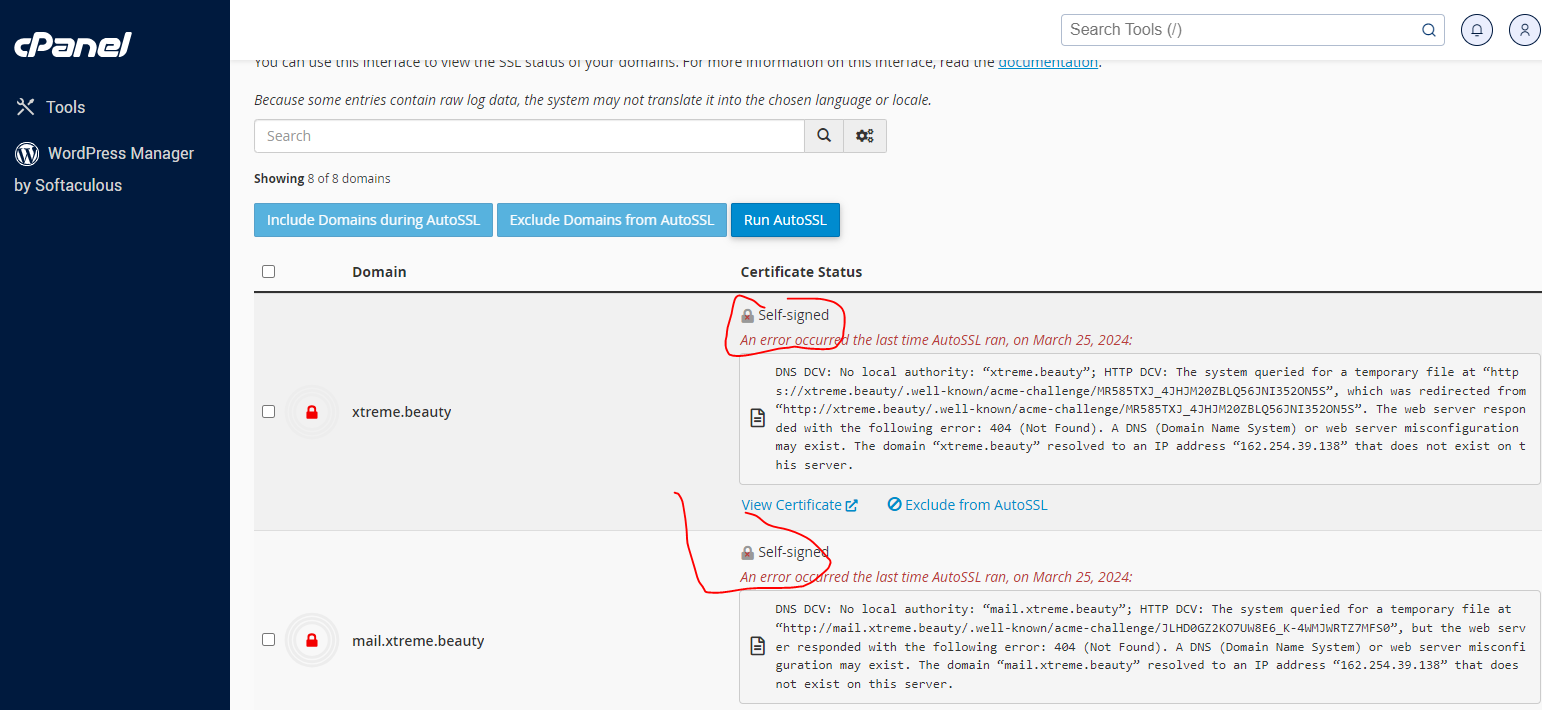 cPanel
Search Tools (/)
Tools
WordPress Manager
by Softaculous
You can use this interface to view the SSL status of your domains. For more information on this interface, read the documentation.
Because some entries contain raw log data, the system may not translate it into the chosen language or locale.
Search
Showing 8 of 8 domains
Include Domains during AutoSSL Exclude Domains from AutoSSL Run AutoSSL
Domain Certificate Status
Self-signed
An error occurred the last time AutoSSL ran, on March 25, 2024:
xtreme.beauty
DNS DCV: No local authority: “xtreme.beauty”; HTTP DCV: The system queried for a temporary file at “http
s://xtreme.beauty/.well-known/acme-challenge/MR585TXJ_4JHJM20ZBLQ56JNI352ON5S”, which was redirected from
“http://xtreme.beauty/.well-known/acme-challenge/MR585TXJ_4JHJM20ZBLQ56JNI352ON5S”. The web server respon
ded with the following error: 404 (Not Found). A DNS (Domain Name System) or web server misconfiguration
may exist. The domain “xtreme.beauty” resolved to an IP address “162.254.39.138” that does not exist on t
his server.
View Certificate Exclude from AutoSSL
Self-signed
An error occurred the last time AutoSSL ran, on March 25, 2024:
mail.xtreme.beauty
DNS DCV: No local authority: “mail.xtreme.beauty”; HTTP DCV: The system queried for a temporary file at
“http://mail.xtreme.beauty/.well-known/acme-challenge/JLHD0GZ2KO7UW8E6_K-4WMJWRTZ7MFS0”, but the web serv
er responded with the following error: 404 (Not Found). A DNS (Domain Name System) or web server misconfi
guration may exist. The domain “mail.xtreme.beauty” resolved to an IP address “162.254.39.138” that does
not exist on this server.